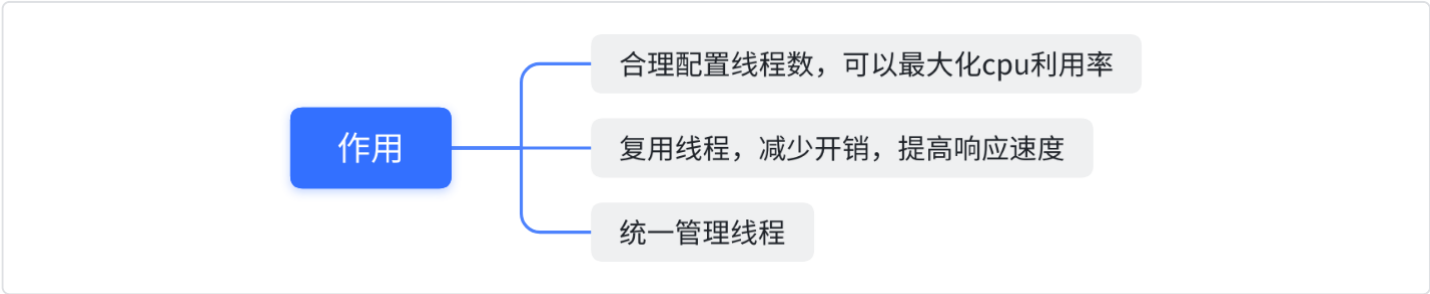 作用
合理配置线程数，可以最大化cpu利用率
复用线程，减少开销，提高响应速度
统一管理线程